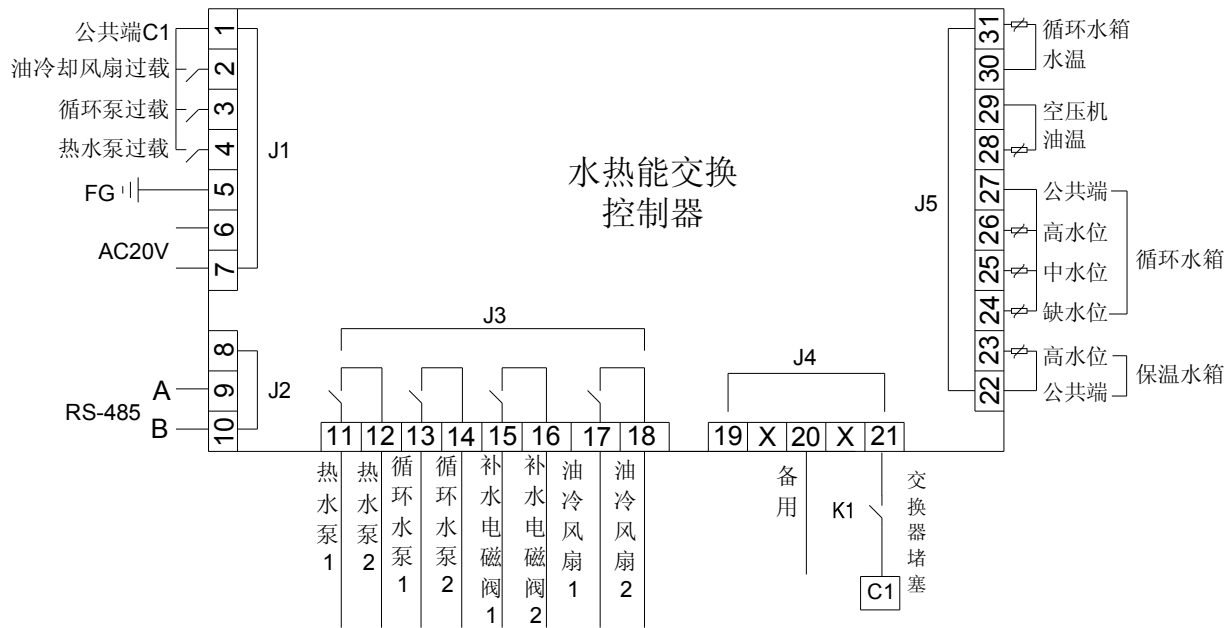 公共端C1
油冷却风扇过载
循环泵过载
热水泵过载
FG
AC20V
1
2
3
4
5
6
7
J1
RS-485
A
B
8
9
10
J2
水热能交换
控制器
J3
11
12
13
14
15
16
17
18
热水泵1
热水泵2
循环水泵1
循环水泵2
补水电磁阀1
补水电磁阀2
油冷风扇1
油冷风扇2
J4
19
X
20
X
21
备用
K1
C1
交换器堵塞
J5
31
30
29
28
27
26
25
24
23
22
循环水箱
水温
空压机
油温
公共端
高水位
中水位
缺水位
循环水箱
高水位
公共端
保温水箱